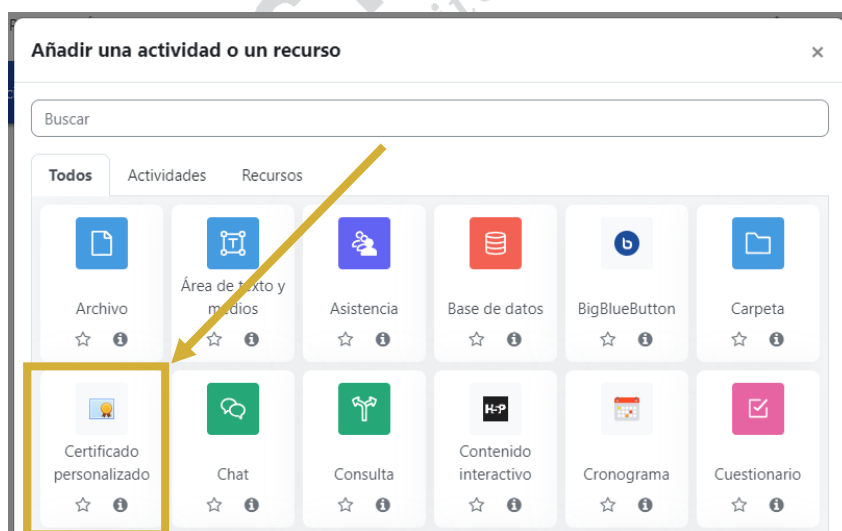 Añadir una actividad o un recurso
×
Buscar
Todos Actividades Recursos
Archivo
Área de texto y
medios
Asistencia
Base de datos
BigBlueButton
Carpeta
Certificado
personalizado
Chat
Consulta
H5P
Contenido
interactivo
Cronograma
Cuestionario